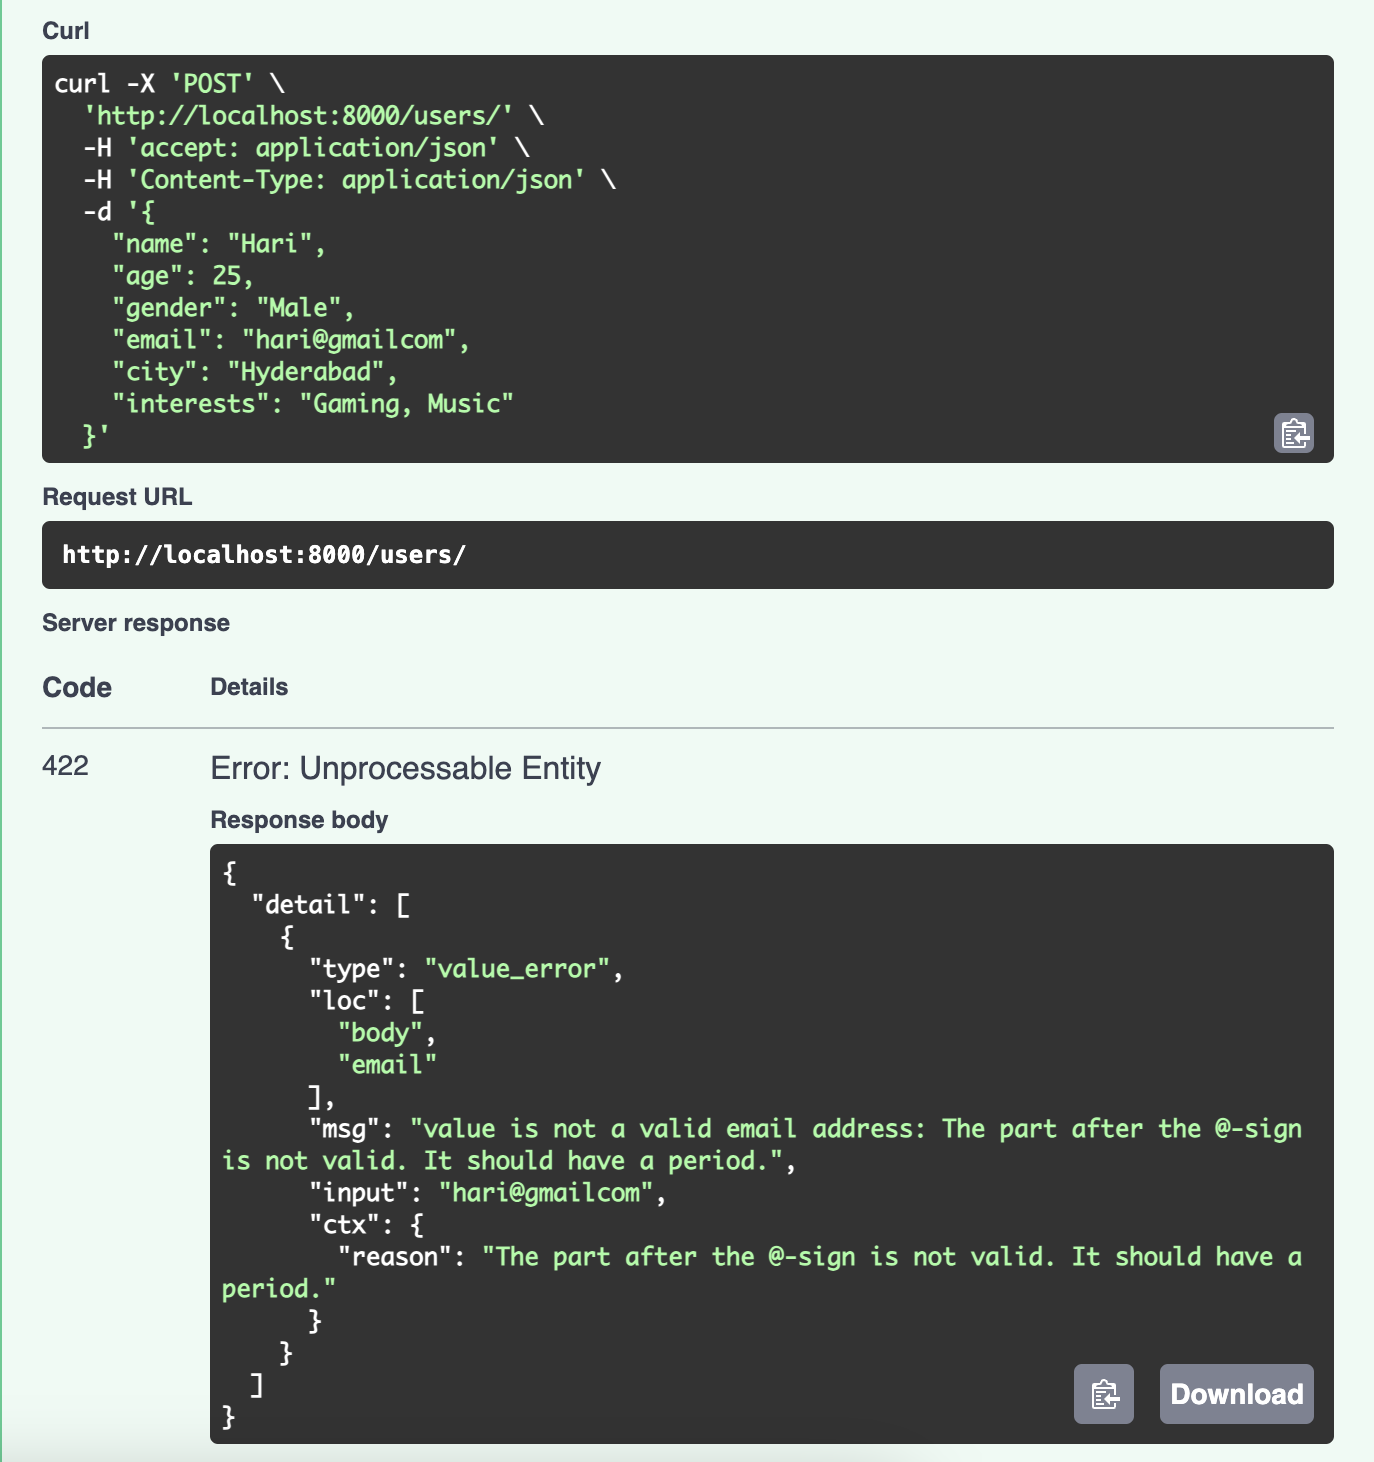 Curl
curl -X 'POST' \
  'http://localhost:8000/users/' \
  -H 'accept: application/json' \
  -H 'Content-Type: application/json' \
  -d '{
    "name": "Hari",
    "age": 25,
    "gender": "Male",
    "email": "hari@gmailcom",
    "city": "Hyderabad",
    "interests": "Gaming, Music"
  }'
Request URL
http://localhost:8000/users/
Server response
Code Details
422 Error: Unprocessable Entity
Response body
{
  "detail": [
    {
      "type": "value_error",
      "loc": [
        "body",
        "email"
      ],
      "msg": "value is not a valid email address: The part after the @-sign
is not valid. It should have a period.",
      "input": "hari@gmailcom",
      "ctx": {
        "reason": "The part after the @-sign is not valid. It should have a
period."
      }
    }
  ]
}
Download